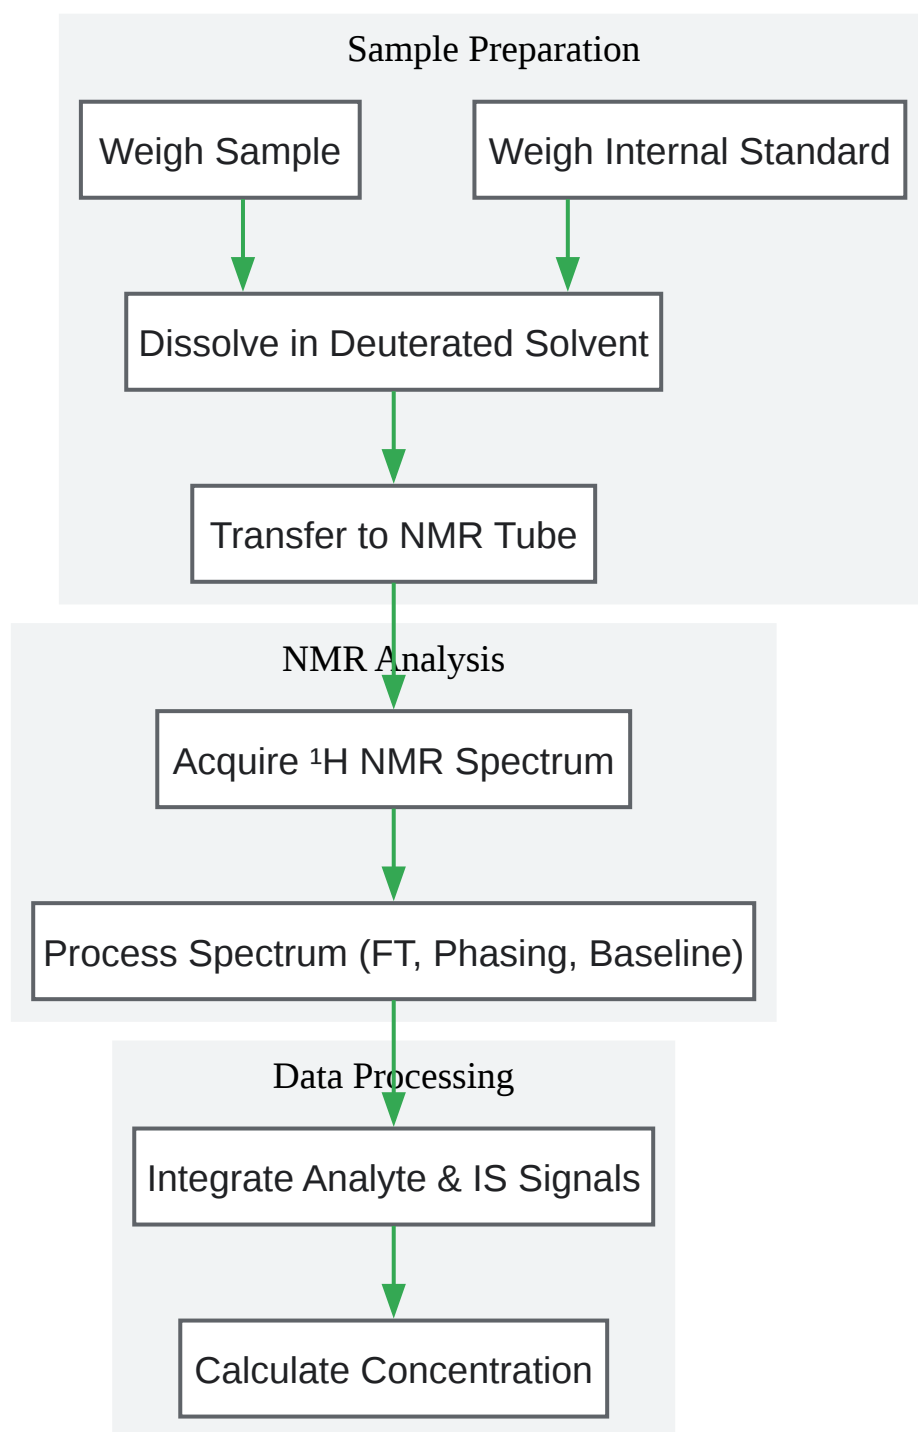 Sample Preparation
Weigh Sample
Weigh Internal Standard
Dissolve in Deuterated Solvent
Transfer to NMR Tube
NMR Analysis
Acquire ¹H NMR Spectrum
Process Spectrum (FT, Phasing, Baseline)
Data Processing
Integrate Analyte & IS Signals
Calculate Concentration